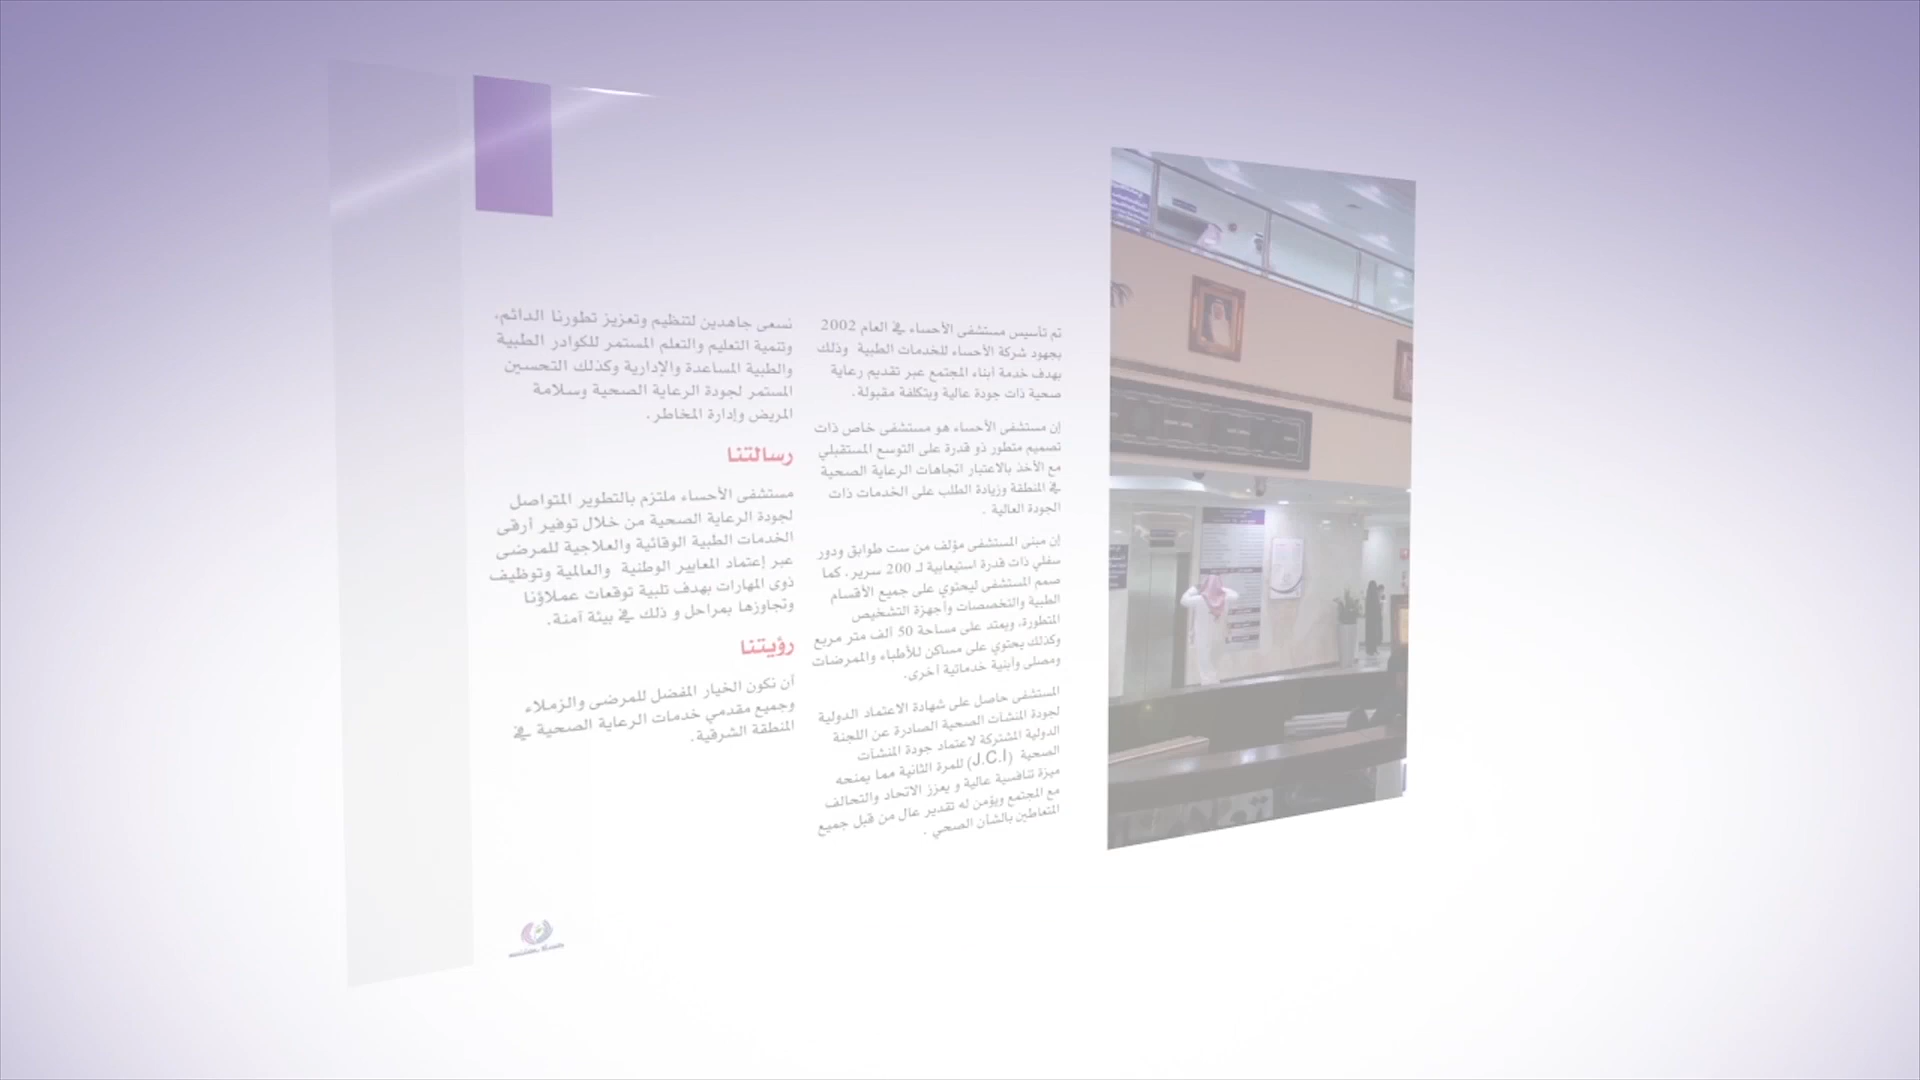 تم تأسيس مستشفى الأحساء في العام 2002
بجهود شركة الأحساء للخدمات الطبية وذلك
بهدف خدمة أبناء المجتمع عبر تقديم رعاية
صحية ذات جودة عالية وبتكلفة مقبولة.
إن مستشفى الأحساء هو مستشفى خاص ذات
تصميم متطور ذو قدرة على التوسع المستقبلي
مع الأخذ بالاعتبار اتجاهات الرعاية الصحية
في المنطقة وزيادة الطلب على الخدمات ذات
الجودة العالية .
إن مبنى المستشفى مؤلف من ست طوابق ودور
سفلي ذات قدرة استيعابية لـ 200 سرير. كما
صمم المستشفى ليحتوي على جميع الأقسام
الطبية والتخصصات وأجهزة التشخيص
المتطورة، ويمتد على مساحة 50 ألف متر مربع
وكذلك يحتوي على مساكن للأطباء والممرضات
ومصلى وأبنية خدماتية أخرى.
المستشفى حاصل على شهادة الاعتماد الدولية
لجودة المنشآت الصحية الصادرة عن اللجنة
الدولية المشتركة لاعتماد جودة المنشآت
الصحية (J.C.I) للمرة الثانية مما يمنحه
ميزة تنافسية عالية و يعزز الاتحاد والتحالف
مع المجتمع ويؤمن له تقدير عال من قبل جميع
المتعاطين بالشأن الصحي .
نسعى جاهدين لتنظيم وتعزيز تطورنا الدائم،
وتنمية التعليم والتعلم المستمر للكوادر الطبية
والطبية المساعدة والإدارية وكذلك التحسين
المستمر لجودة الرعاية الصحية وسلامة
المريض وإدارة المخاطر.
رسالتنا
مستشفى الأحساء ملتزم بالتطوير المتواصل
لجودة الرعاية الصحية من خلال توفير أرقى
الخدمات الطبية الوقائية والعلاجية للمرضى
عبر إعتماد المعايير الوطنية والعالمية وتوظيف
ذوى المهارات بهدف تلبية توقعات عملاؤنا
وتجاوزها بمراحل و ذلك في بيئة آمنة.
رؤيتنا
أن نكون الخيار المفضل للمرضى والزملاء
وجميع مقدمي خدمات الرعاية الصحية في
المنطقة الشرقية.